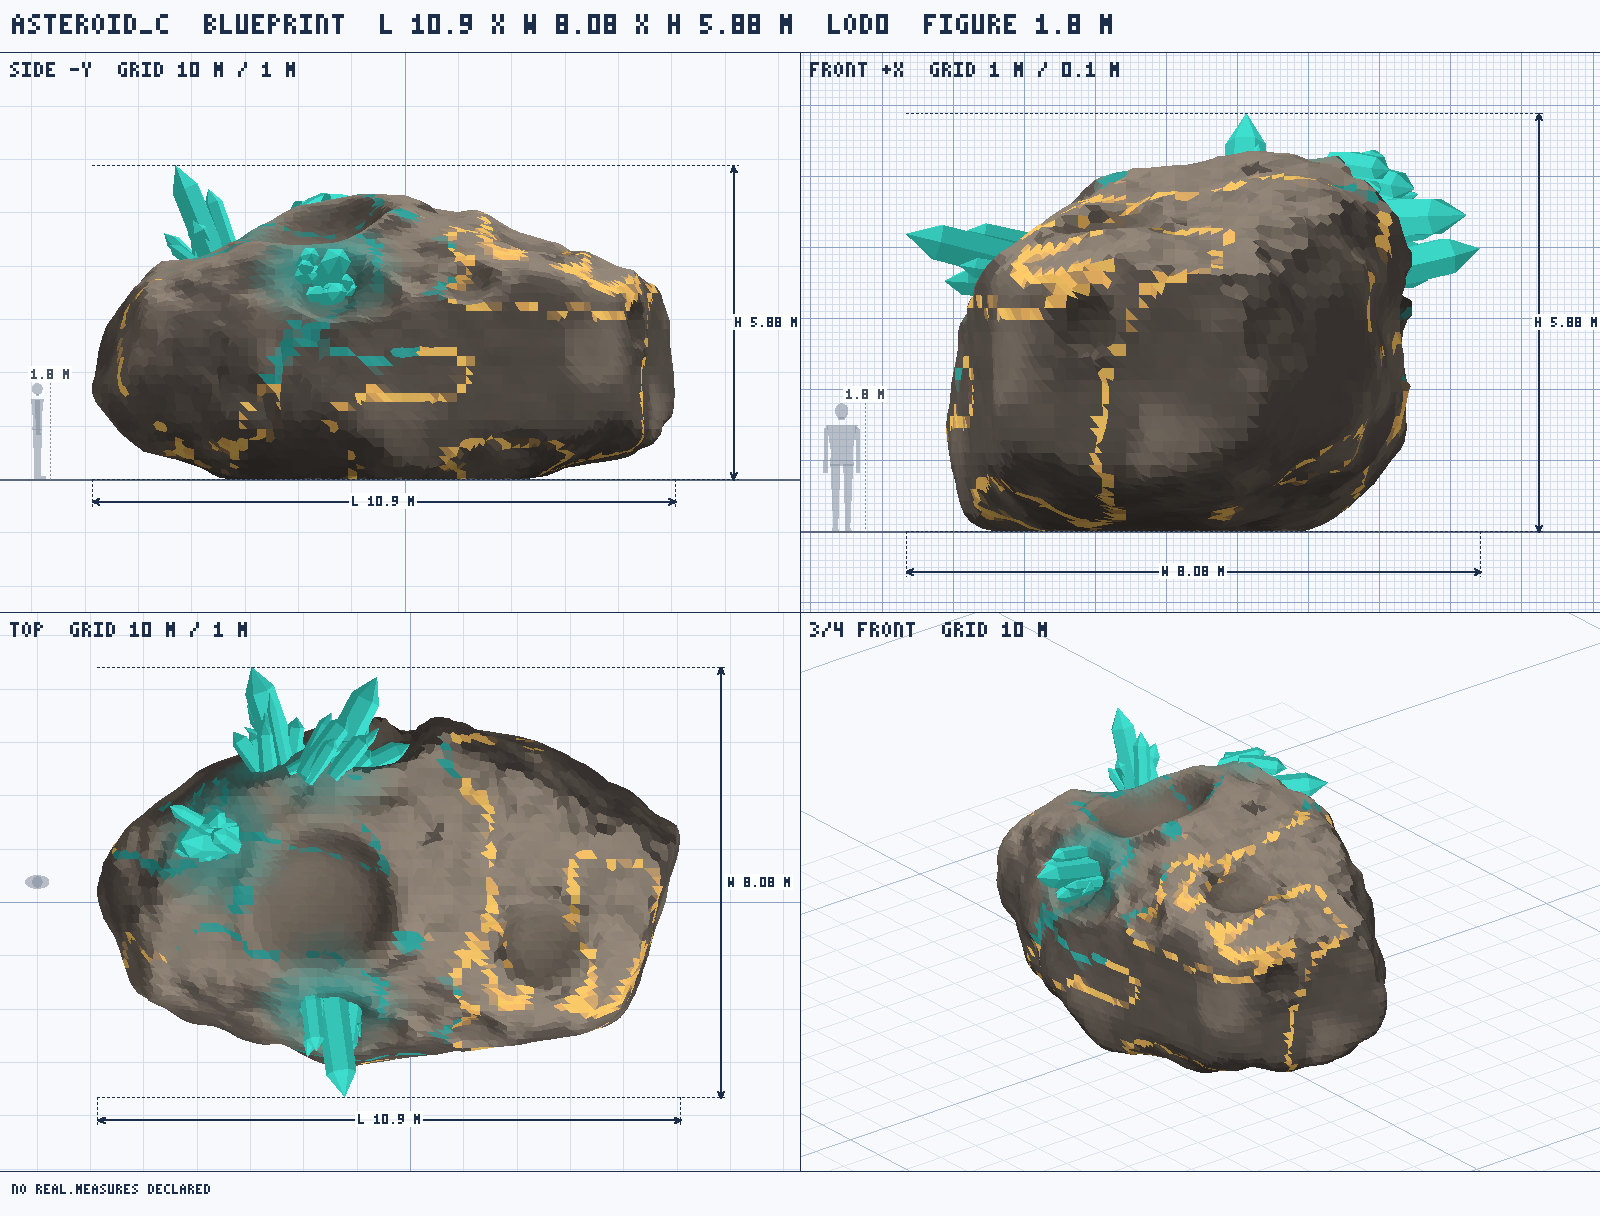 ASTEROID_C BLUEPRINT L 10.9 X W 8.08 X H 5.88 M LOD0 FIGURE 1.8 M
SIDE -Y GRID 10 M / 1 M
FRONT +X GRID 1 M / 0.1 M
H 5.88 M
1.8 M
L 10.9 M
H 5.88 M
1.8 M
W 8.08 M
TOP GRID 10 M / 1 M
3/4 FRONT GRID 10 M
W 8.08 M
L 10.9 M
NO REAL.MEASURES DECLARED